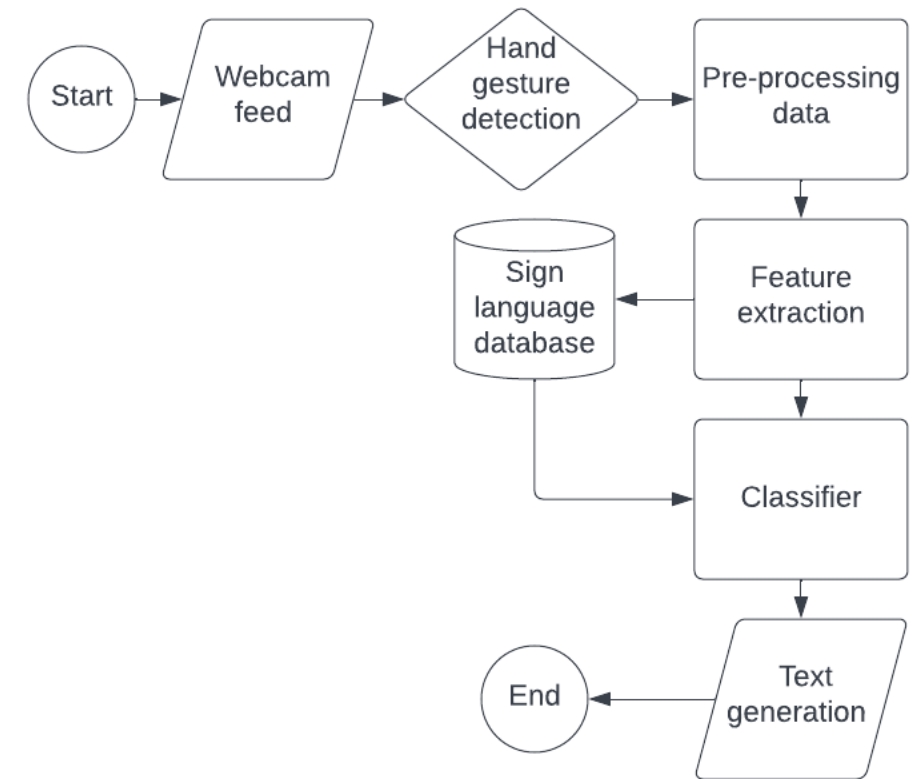 Start
Webcam
feed
Hand
gesture
detection
Pre-processing
data
Sign
language
database
Feature
extraction
Classifier
Text
generation
End